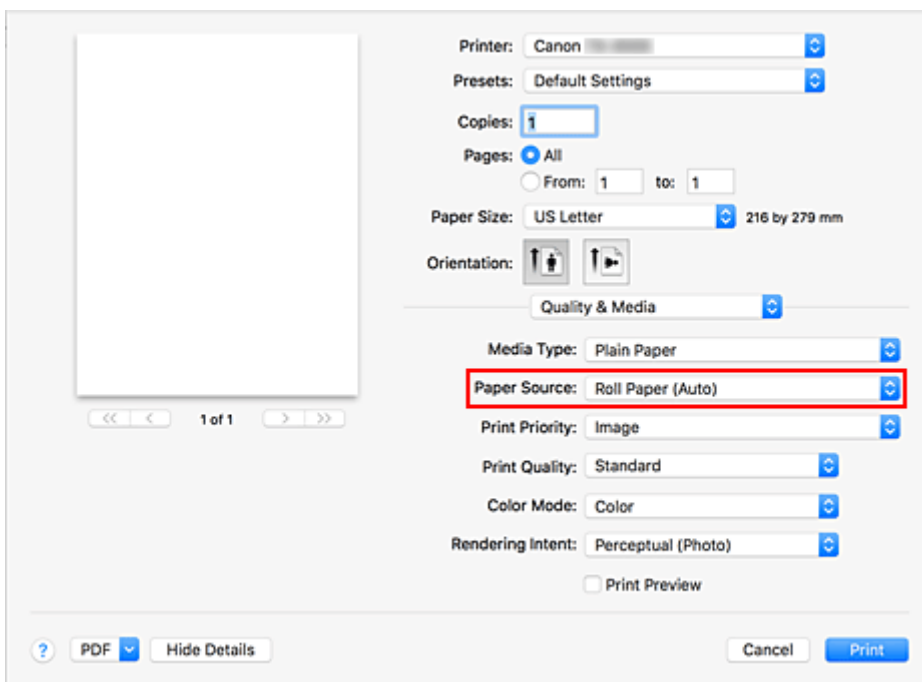 Printer: Canon
Presets: Default Settings
Copies: 1
Pages: All
From: 1 to: 1
Paper Size: US Letter 216 by 279 mm
Orientation:
Quality & Media
Media Type: Plain Paper
Paper Source: Roll Paper (Auto)
<< < 1 of 1 > >>
Print Priority: Image
Print Quality: Standard
Color Mode: Color
Rendering Intent: Perceptual (Photo)
Print Preview
? PDF Hide Details Cancel Print